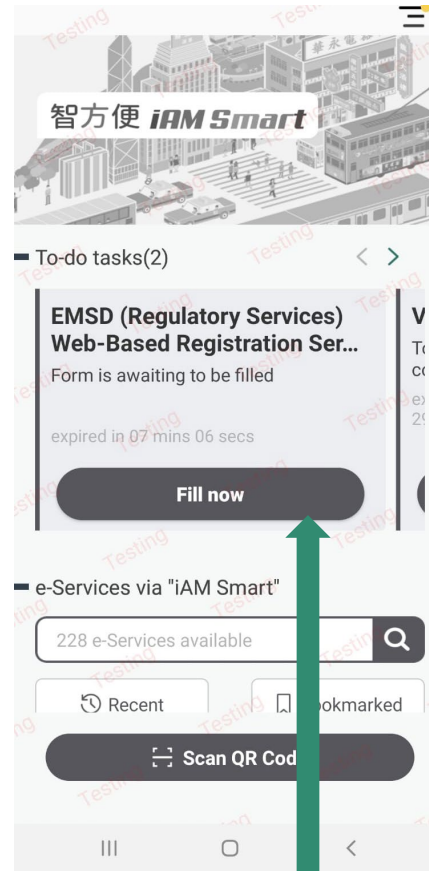 智方便 iAM Smart
To-do tasks(2)
EMSD (Regulatory Services)
Web-Based Registration Ser...
Form is awaiting to be filled
expired in 07 mins 06 secs
Fill now
e-Services via "iAM Smart"
228 e-Services available
Recent
Scan QR Cod
Testing